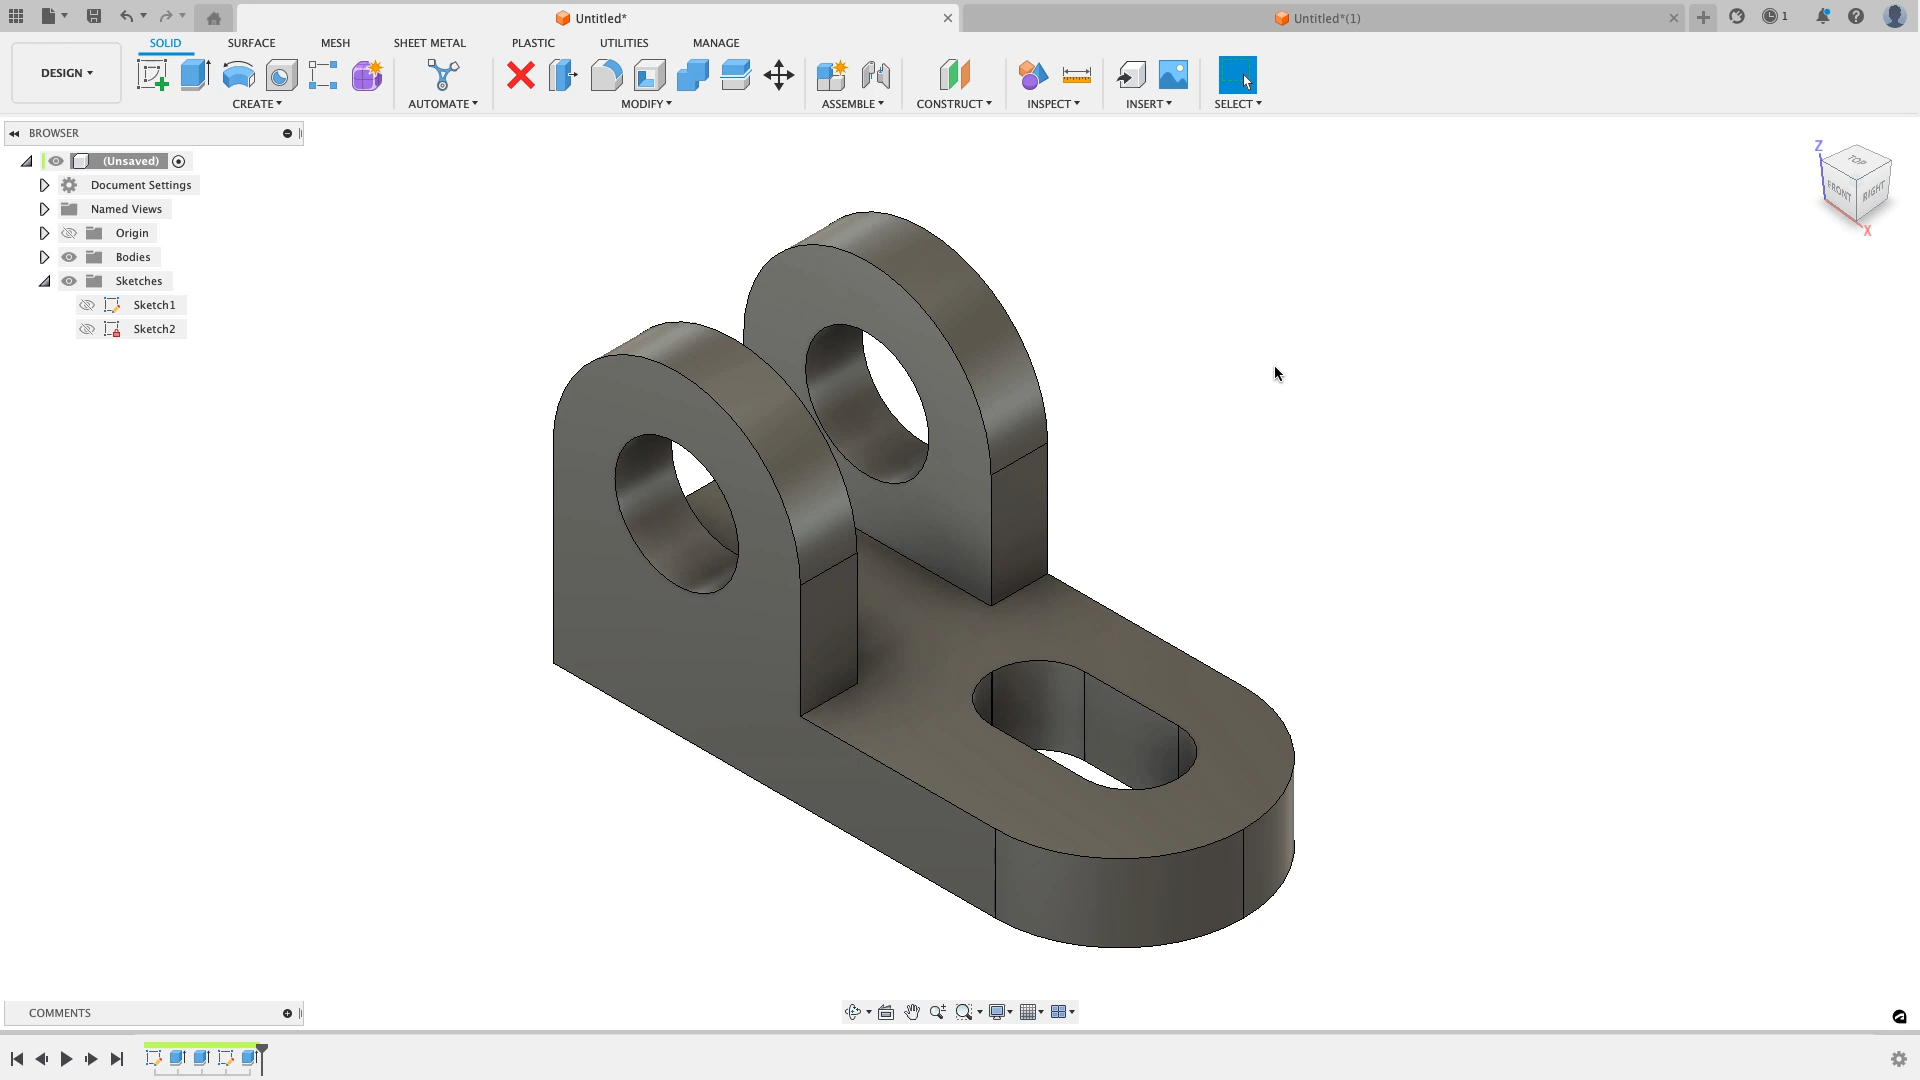 Untitled*
Untitled*(1)
1
SOLID
SURFACE
MESH
SHEET METAL
PLASTIC
UTILITIES
MANAGE
DESIGN
CREATE
AUTOMATE
MODIFY
ASSEMBLE
CONSTRUCT
INSPECT
INSERT
SELECT
BROWSER
(Unsaved)
Document Settings
Named Views
Origin
Bodies
Sketches
Sketch1
Sketch2
Z
TOP
FRONT
RIGHT
X
COMMENTS